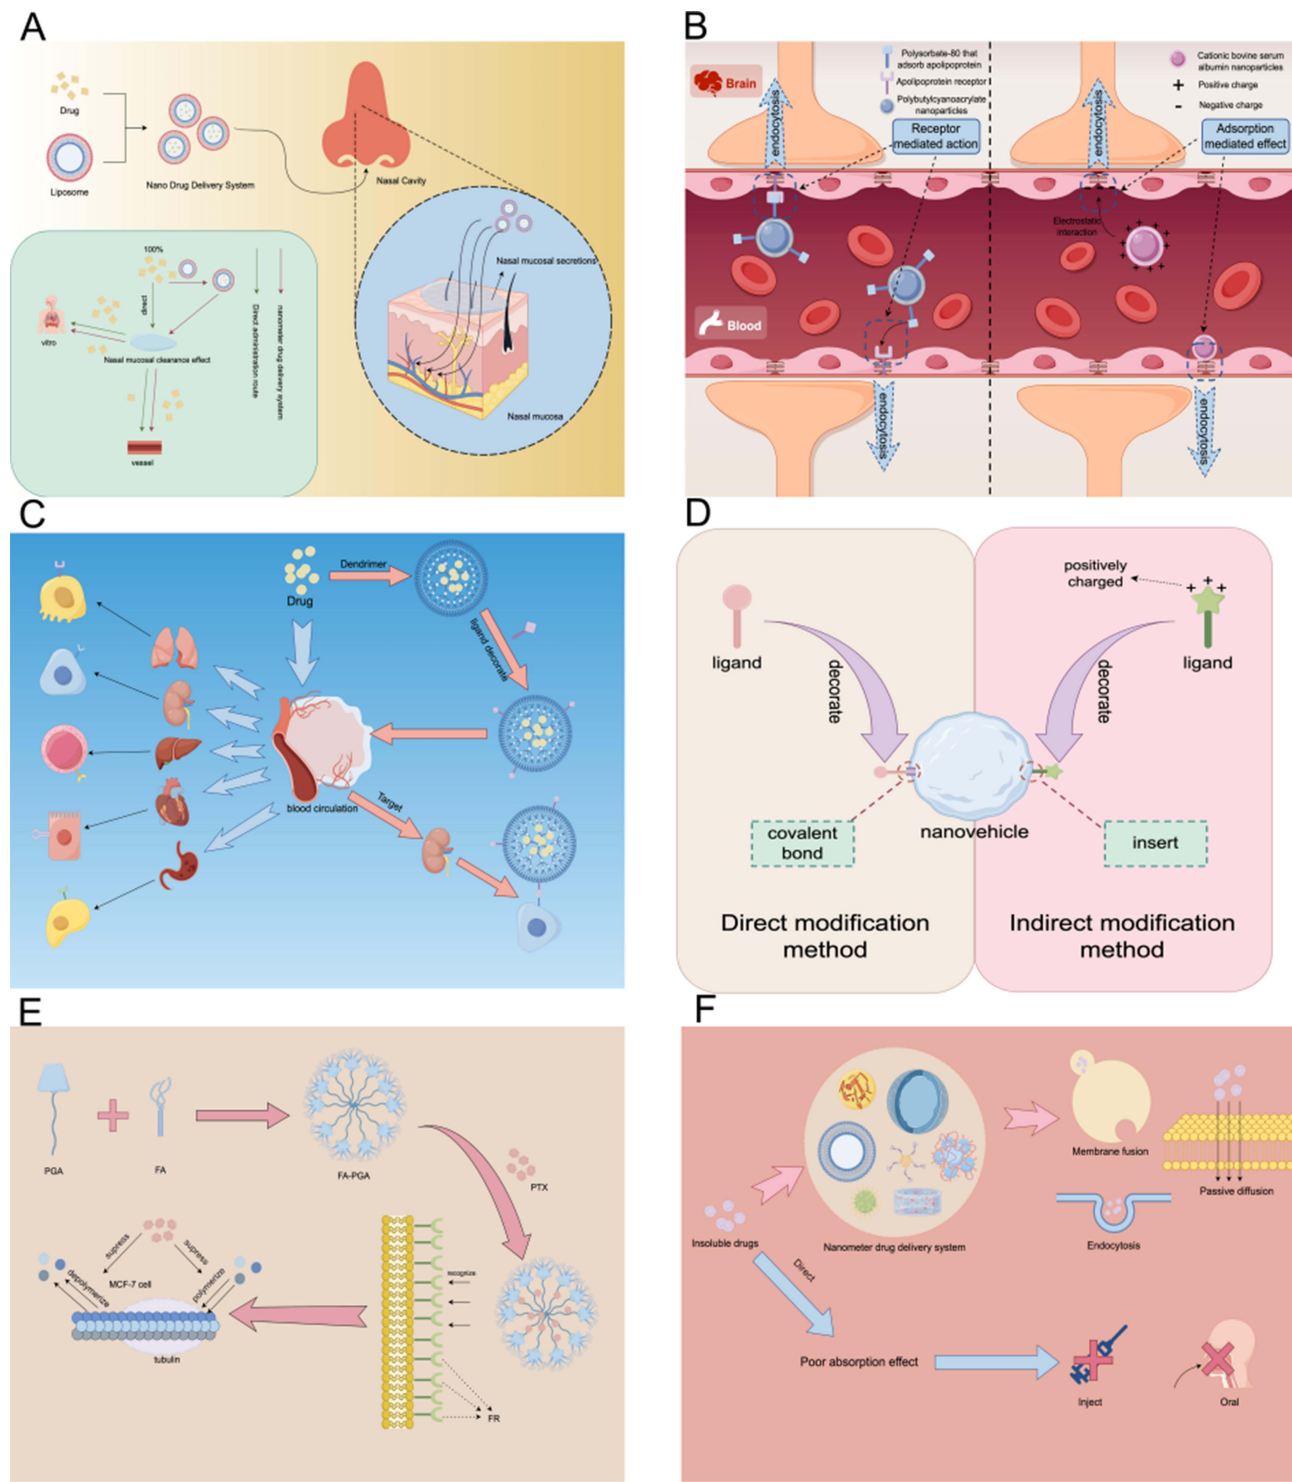 A
Drug
Liposome
Nano Drug Delivery System
Nasal Cavity
Nasal mucosal secretions
Nasal mucosa
100%
direct
vitro
Nasal mucosal clearance effect
vessel
Direct administration route
nanometer drug delivery system
B
Brain
Polysorbate-80 that
adsorb apolipoprotein
Apolipoprotein receptor
Polybutylcyanoacrylate
nanoparticles
Receptor
mediated action
endocytosis
Cationic bovine serum
albumin nanoparticles
+ Positive charge
- Negative charge
Adsorption
mediated effect
endocytosis
Electrostatic
interaction
Blood
endocytosis
endocytosis
C
Drug
Dendrimer
ligand decorate
blood circulation
Target
D
ligand
decorate
positively
charged
+ + +
ligand
decorate
nanovehicle
covalent
bond
insert
Direct modification
method
Indirect modification
method
E
PGA
FA
FA-PGA
PTX
supress
supress
MCF-7 cell
depolymerize
polymerize
tubulin
recognize
FR
F
Insoluble drugs
Nanometer drug delivery system
Membrane fusion
Passive diffusion
Endocytosis
Direct
Poor absorption effect
Inject
Oral